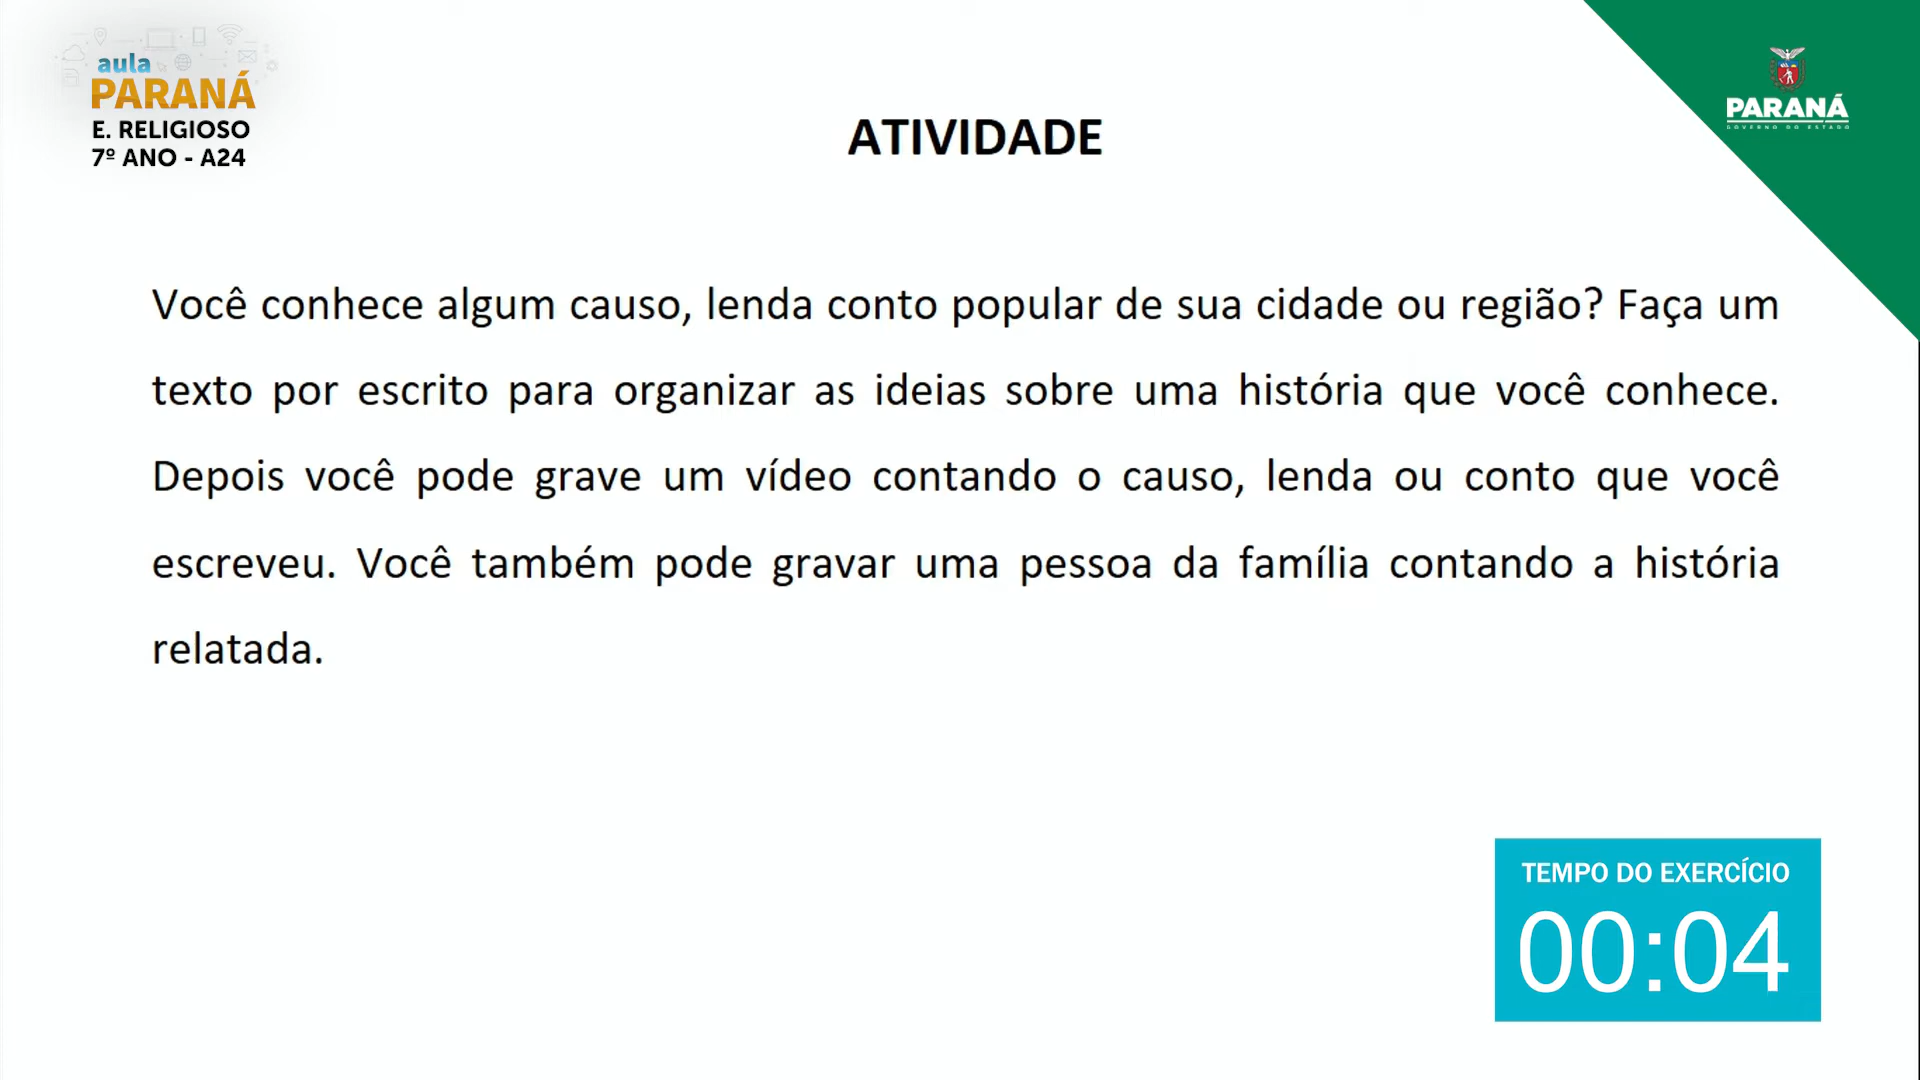 aula
PARANÁ
E. RELIGIOSO
7º ANO - A24
PARANÁ
GOVERNO DO ESTADO
ATIVIDADE
Você conhece algum causo, lenda conto popular de sua cidade ou região? Faça um
texto por escrito para organizar as ideias sobre uma história que você conhece.
Depois você pode grave um vídeo contando o causo, lenda ou conto que você
escreveu. Você também pode gravar uma pessoa da família contando a história
relatada.
TEMPO DO EXERCÍCIO
00:04